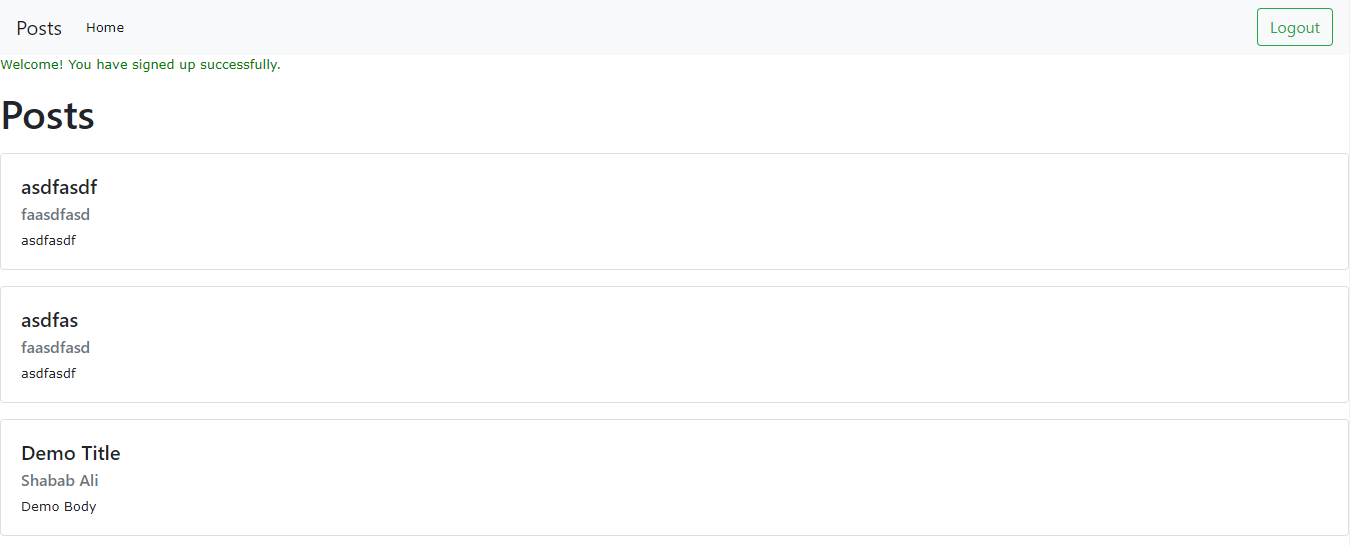 Posts Home Logout
Welcome! You have signed up successfully.
Posts
asdfasdf
faasdfasd
asdfasdf
asdfas
faasdfasd
asdfasdf
Demo Title
Shabab Ali
Demo Body